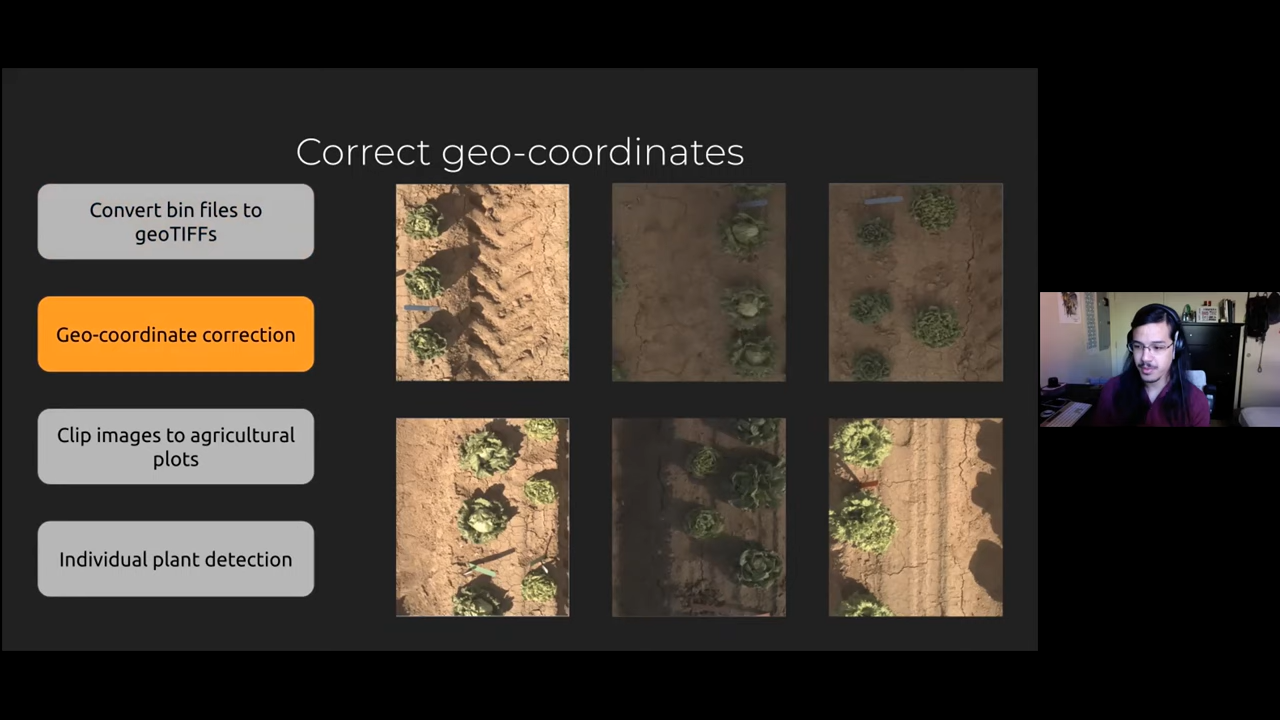 Correct geo-coordinates
Convert bin files to
geoTIFFs
Geo-coordinate correction
Clip images to agricultural
plots
Individual plant detection